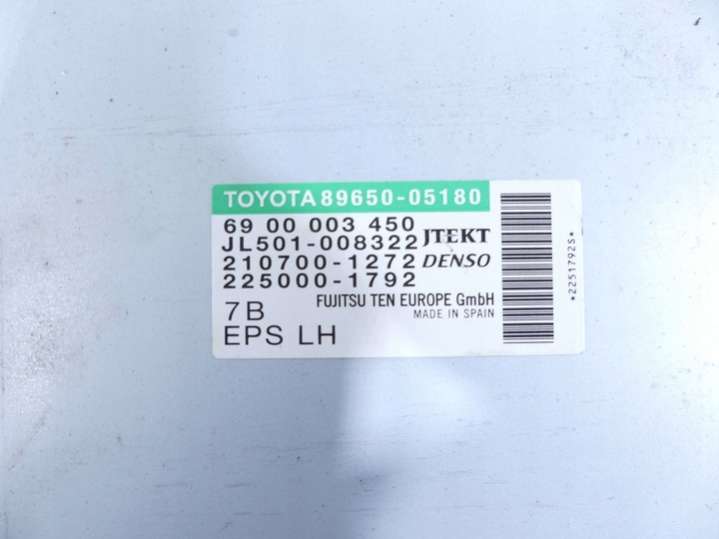 TOYOTA 89650-05180
69 00 003 450
JL501-008322 JTEKT
210700-1272 DENSO
225000-1792
7B FUJITSU TEN EUROPE GmbH
MADE IN SPAIN
EPS LH
*2251792S*